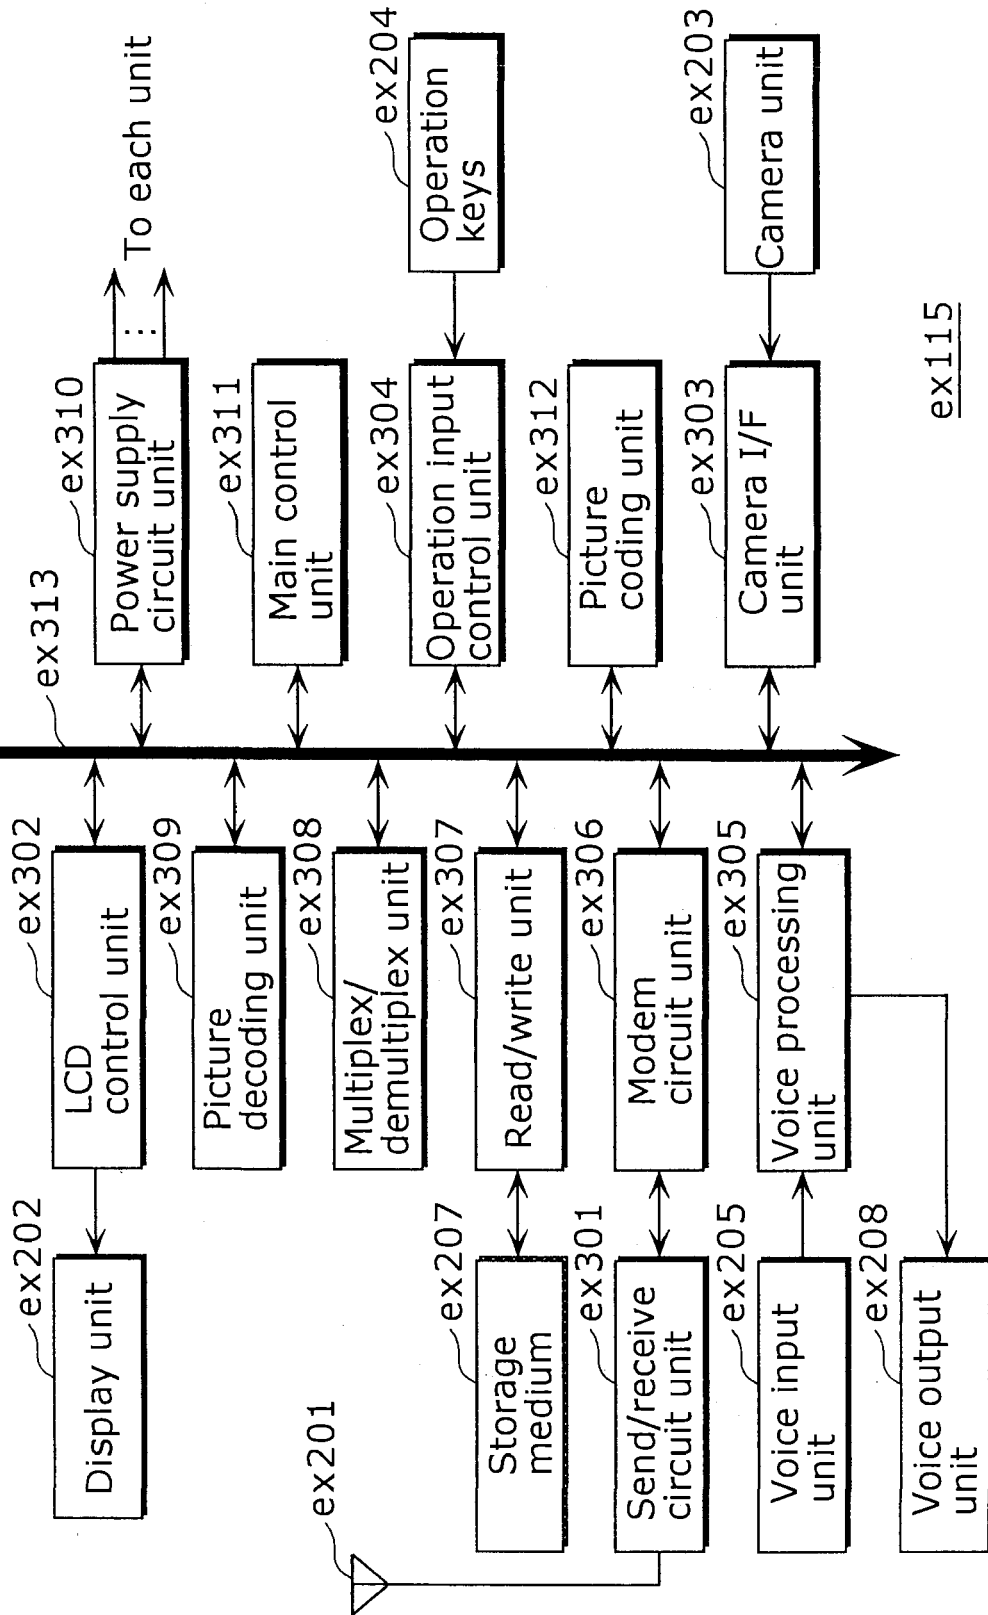 ex201
ex202
Display unit
ex302
LCD
control unit
ex309
Picture
decoding unit
ex308
Multiplex/
demultiplex unit
ex207
Storage
medium
ex307
Read/write unit
ex301
Send/receive
circuit unit
ex306
Modem
circuit unit
ex205
Voice input
unit
ex305
Voice processing
unit
ex208
Voice output
unit
ex313
ex310
Power supply
circuit unit
To each unit
ex311
Main control
unit
ex304
Operation input
control unit
ex204
Operation
keys
ex312
Picture
coding unit
ex303
Camera I/F
unit
ex203
Camera unit
ex115